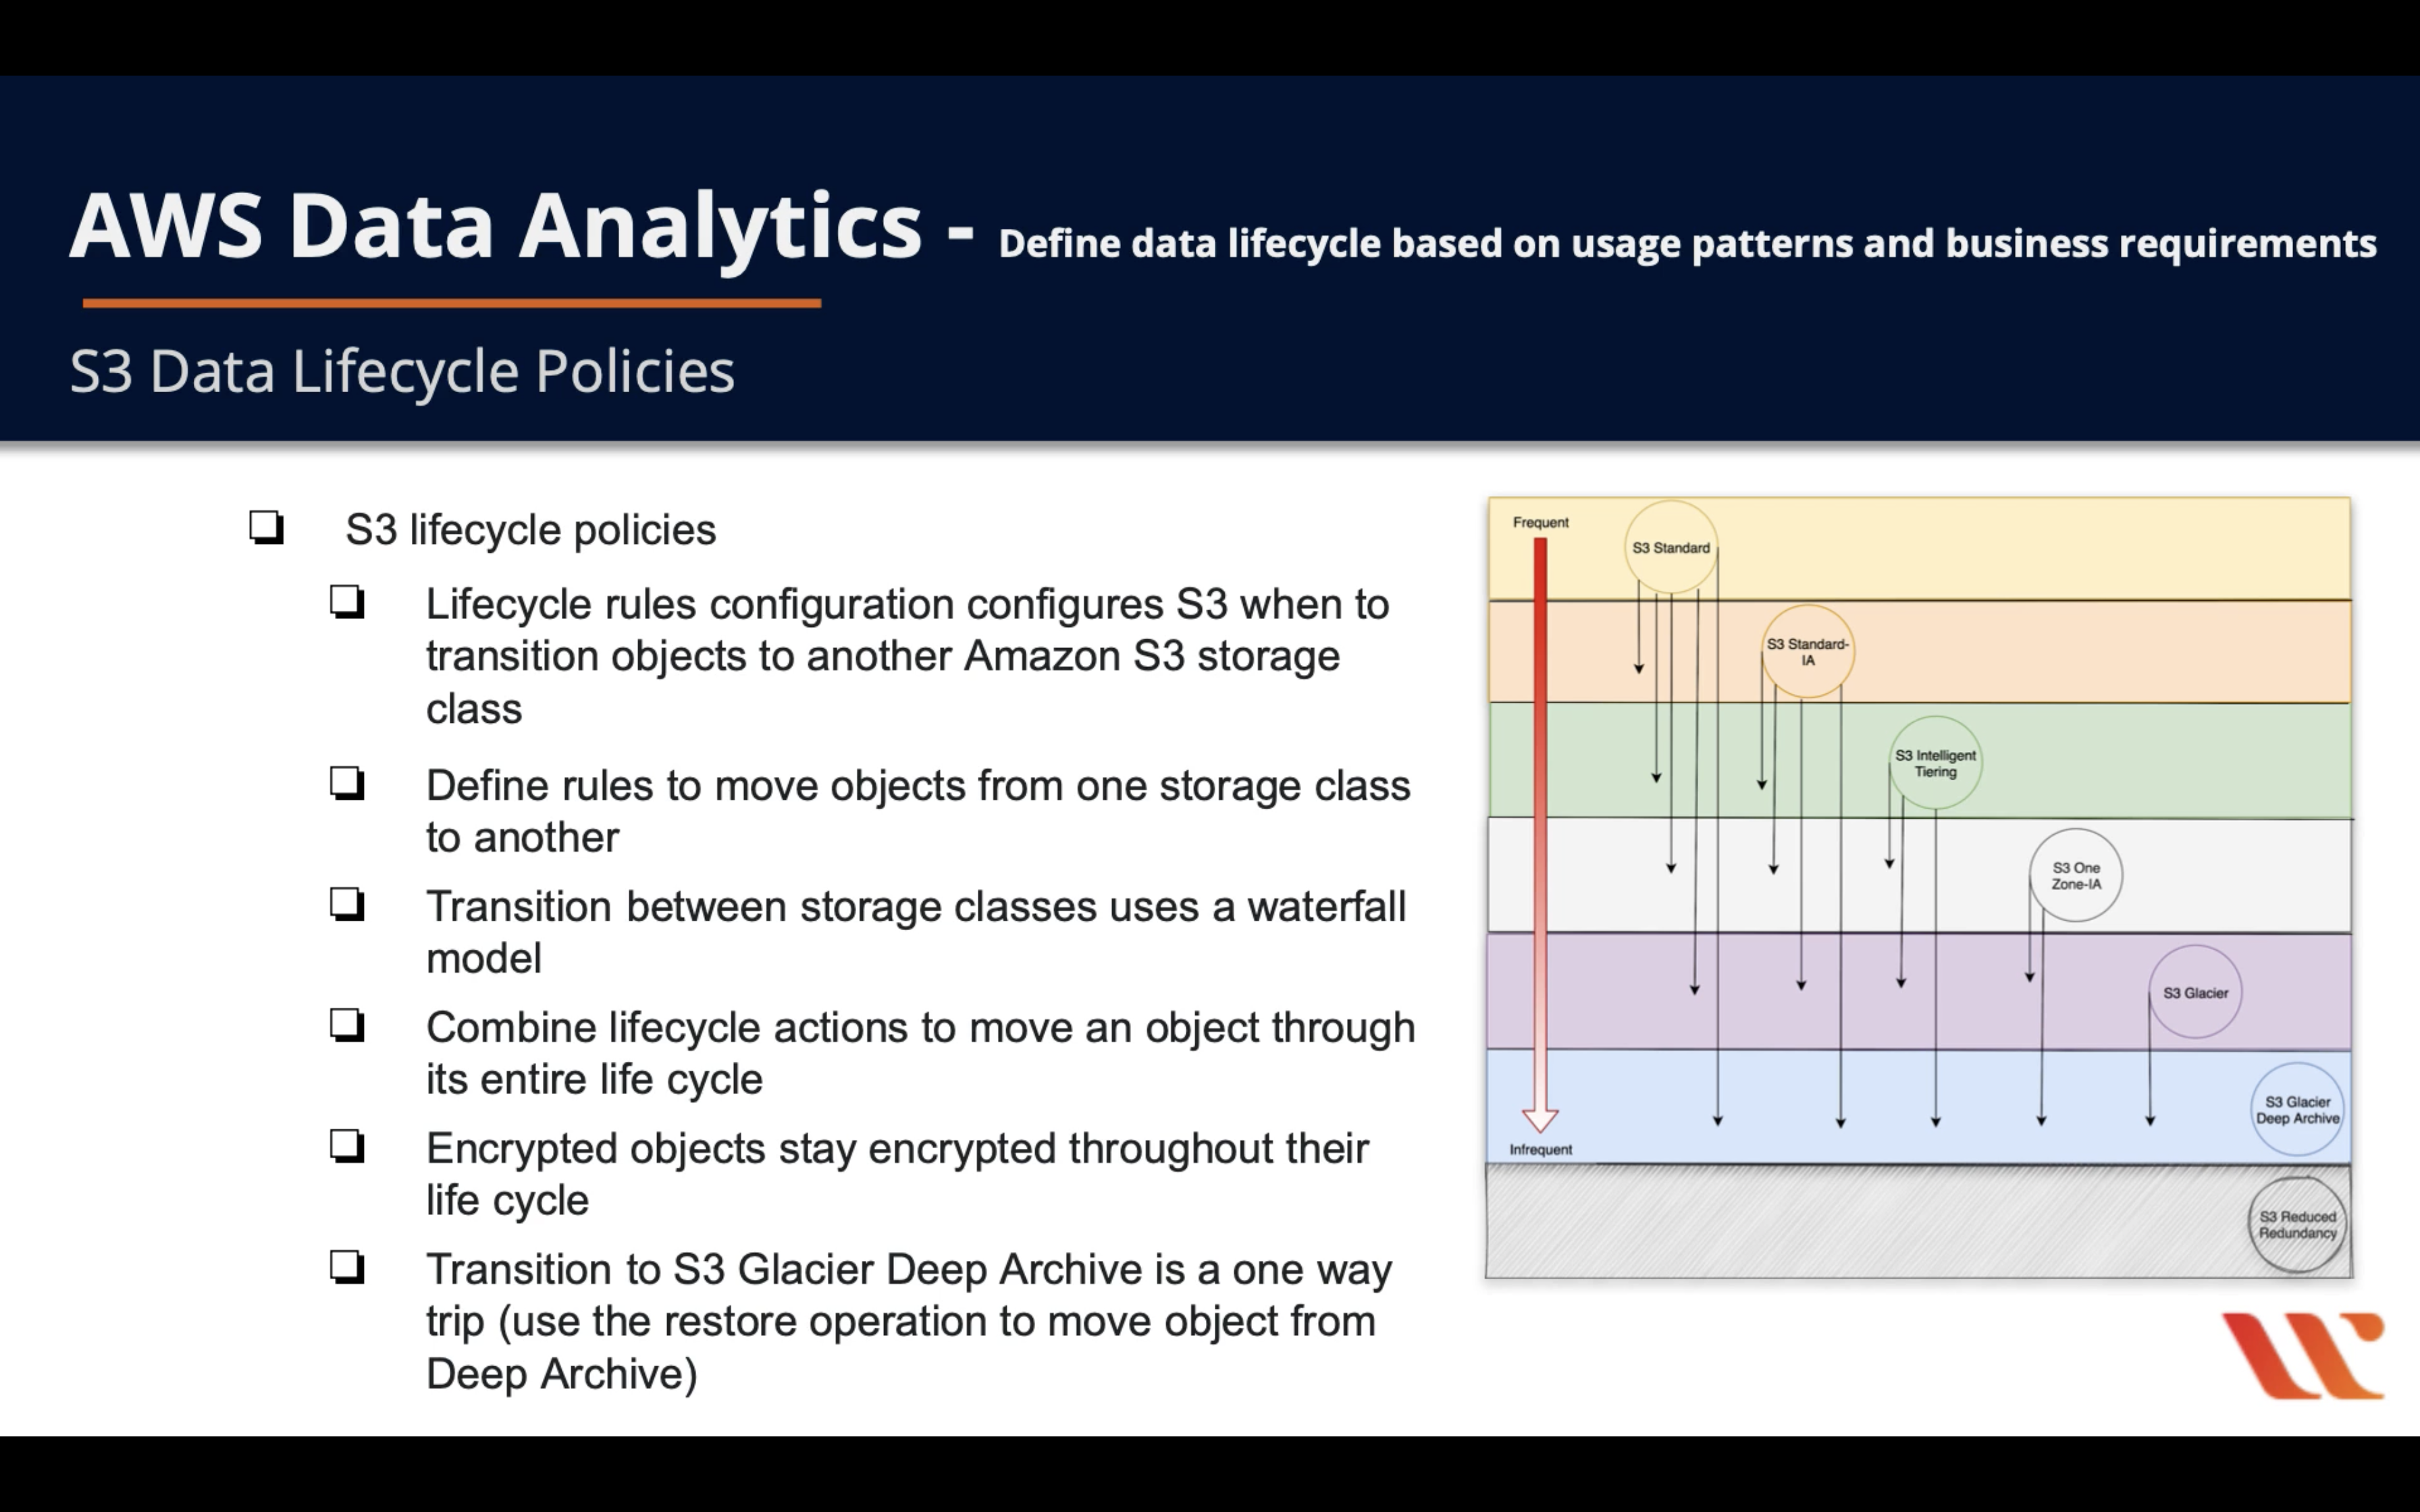 AWS Data Analytics - Define data lifecycle based on usage patterns and business requirements
S3 Data Lifecycle Policies
S3 lifecycle policies
Lifecycle rules configuration configures S3 when to
transition objects to another Amazon S3 storage
class
Define rules to move objects from one storage class
to another
Transition between storage classes uses a waterfall
model
Combine lifecycle actions to move an object through
its entire life cycle
Encrypted objects stay encrypted throughout their
life cycle
Transition to S3 Glacier Deep Archive is a one way
trip (use the restore operation to move object from
Deep Archive)
Frequent
S3 Standard
S3 Standard-
IA
S3 Intelligent
Tiering
S3 One
Zone-IA
S3 Glacier
S3 Glacier
Deep Archive
Infrequent
S3 Reduced
Redundancy